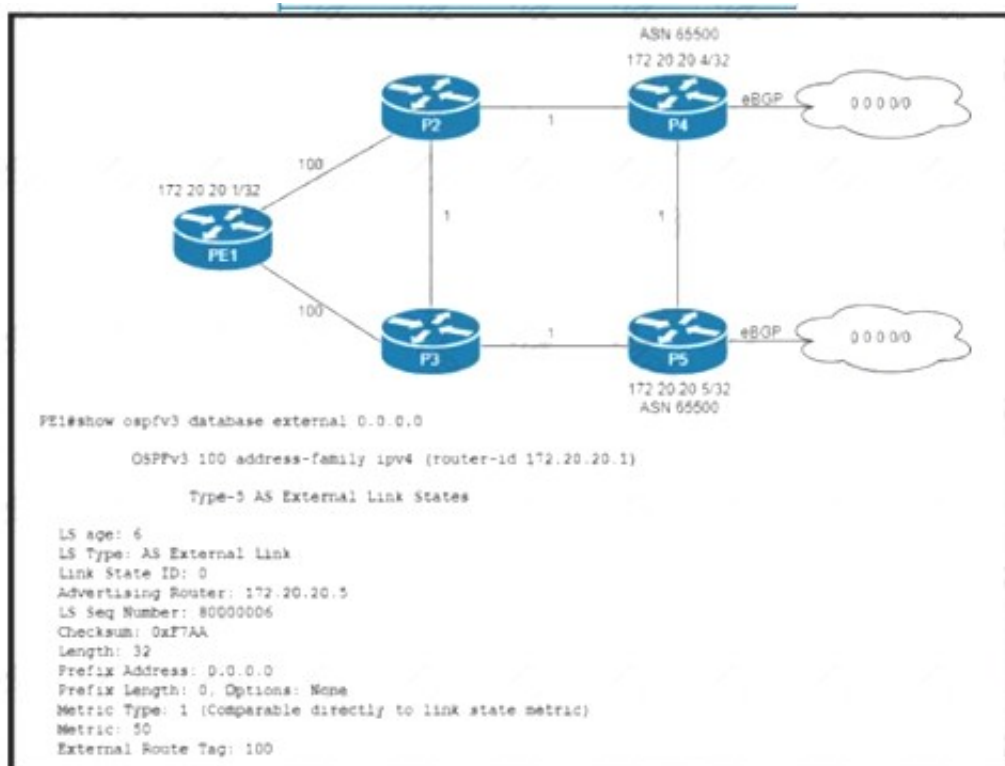 ASN 65500
172 20 20 4/32
eBGP
0 0 0 0/0
P2
1
P4
100
172 20 20 1/32
1
1
PE1
100
eBGP
0 0 0 0/0
1
P3
P5
172 20 20 5/32
ASN 65500
PE1#show ospfv3 database external 0.0.0.0
OSPFv3 100 address-family ipv4 (router-id 172.20.20.1)
Type-5 AS External Link States
LS age: 6
LS Type: AS External Link
Link State ID: 0
Advertising Router: 172.20.20.5
LS Seq Number: 80000006
Checksum: 0xF7AA
Length: 32
Prefix Address: 0.0.0.0
Prefix Length: 0, Options: None
Metric Type: 1 (Comparable directly to link state metric)
Metric: 50
External Route Tag: 100